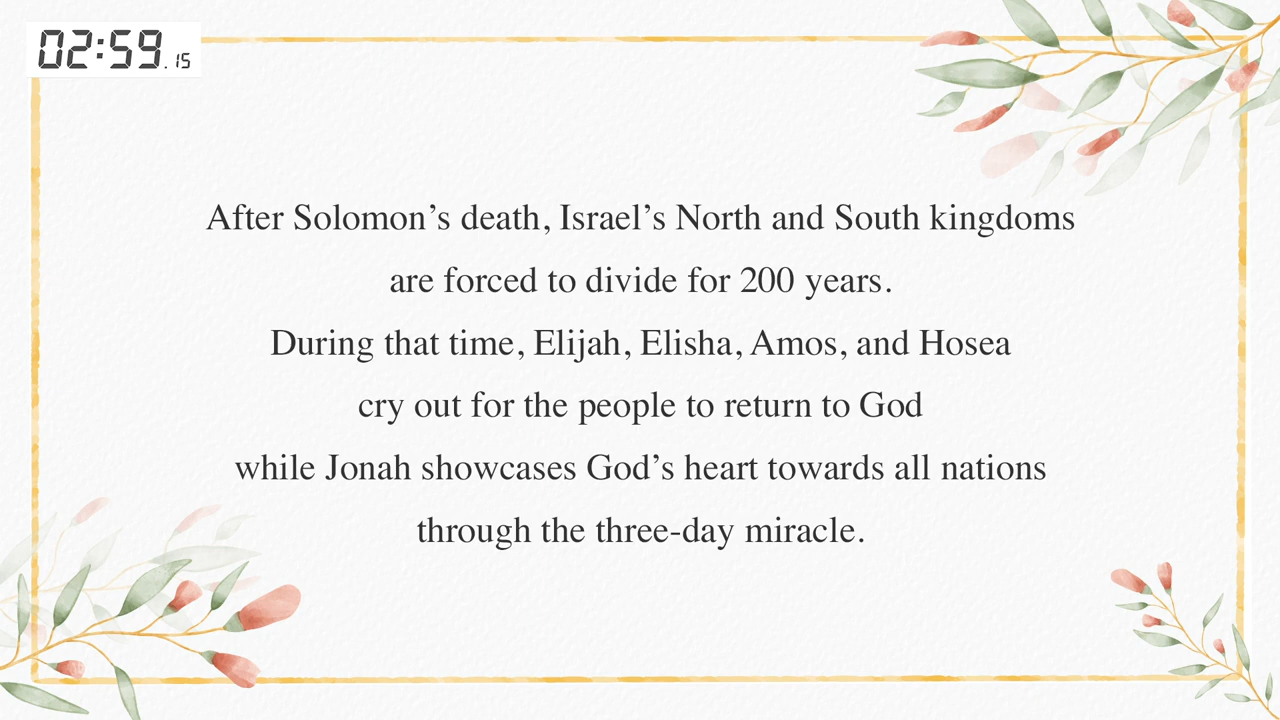 02:59.15
After Solomon’s death, Israel’s North and South kingdoms
are forced to divide for 200 years.
During that time, Elijah, Elisha, Amos, and Hosea
cry out for the people to return to God
while Jonah showcases God’s heart towards all nations
through the three-day miracle.